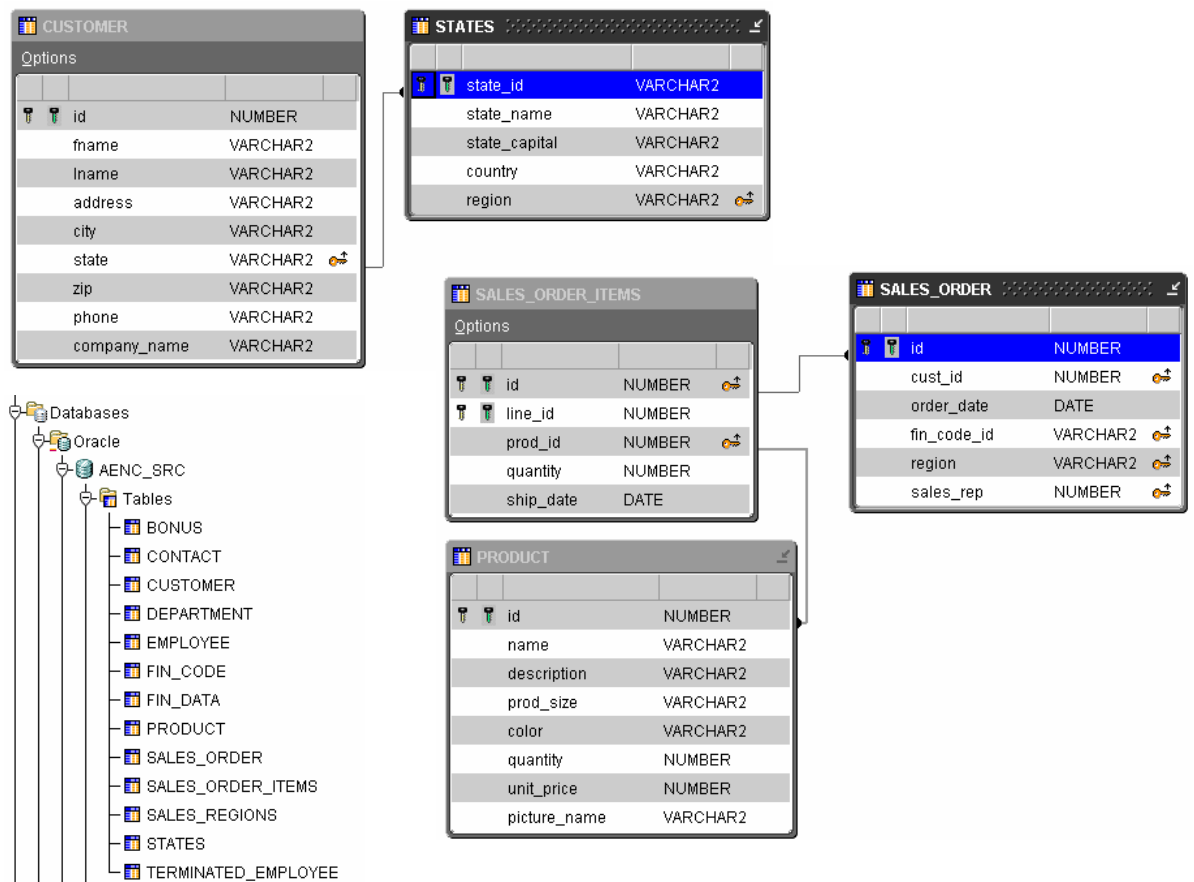 CUSTOMER
Options
id NUMBER
fname VARCHAR2
lname VARCHAR2
address VARCHAR2
city VARCHAR2
state VARCHAR2
zip VARCHAR2
phone VARCHAR2
company_name VARCHAR2
STATES
state_id VARCHAR2
state_name VARCHAR2
state_capital VARCHAR2
country VARCHAR2
region VARCHAR2
SALES_ORDER_ITEMS
Options
id NUMBER
line_id NUMBER
prod_id NUMBER
quantity NUMBER
ship_date DATE
SALES_ORDER
id NUMBER
cust_id NUMBER
order_date DATE
fin_code_id VARCHAR2
region VARCHAR2
sales_rep NUMBER
Databases
Oracle
AENC_SRC
Tables
BONUS
CONTACT
CUSTOMER
DEPARTMENT
EMPLOYEE
FIN_CODE
FIN_DATA
PRODUCT
SALES_ORDER
SALES_ORDER_ITEMS
SALES_REGIONS
STATES
TERMINATED_EMPLOYEE
PRODUCT
id NUMBER
name VARCHAR2
description VARCHAR2
prod_size VARCHAR2
color VARCHAR2
quantity NUMBER
unit_price NUMBER
picture_name VARCHAR2